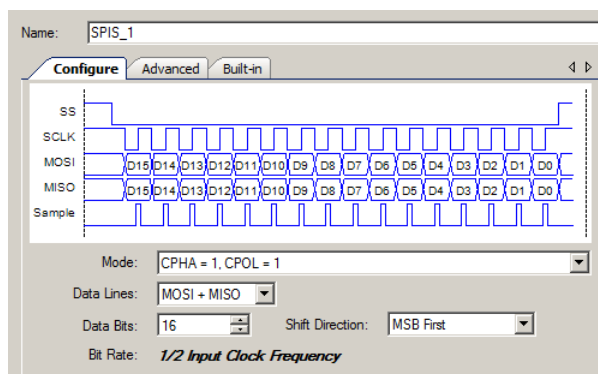 Name: SPIS_1
Configure Advanced Built-in
SS
SCLK
MOSI D15 D14 D13 D12 D11 D10 D9 D8 D7 D6 D5 D4 D3 D2 D1 D0
MISO D15 D14 D13 D12 D11 D10 D9 D8 D7 D6 D5 D4 D3 D2 D1 D0
Sample
Mode: CPHA = 1, CPOL = 1
Data Lines: MOSI + MISO
Data Bits: 16 Shift Direction: MSB First
Bit Rate: 1/2 Input Clock Frequency